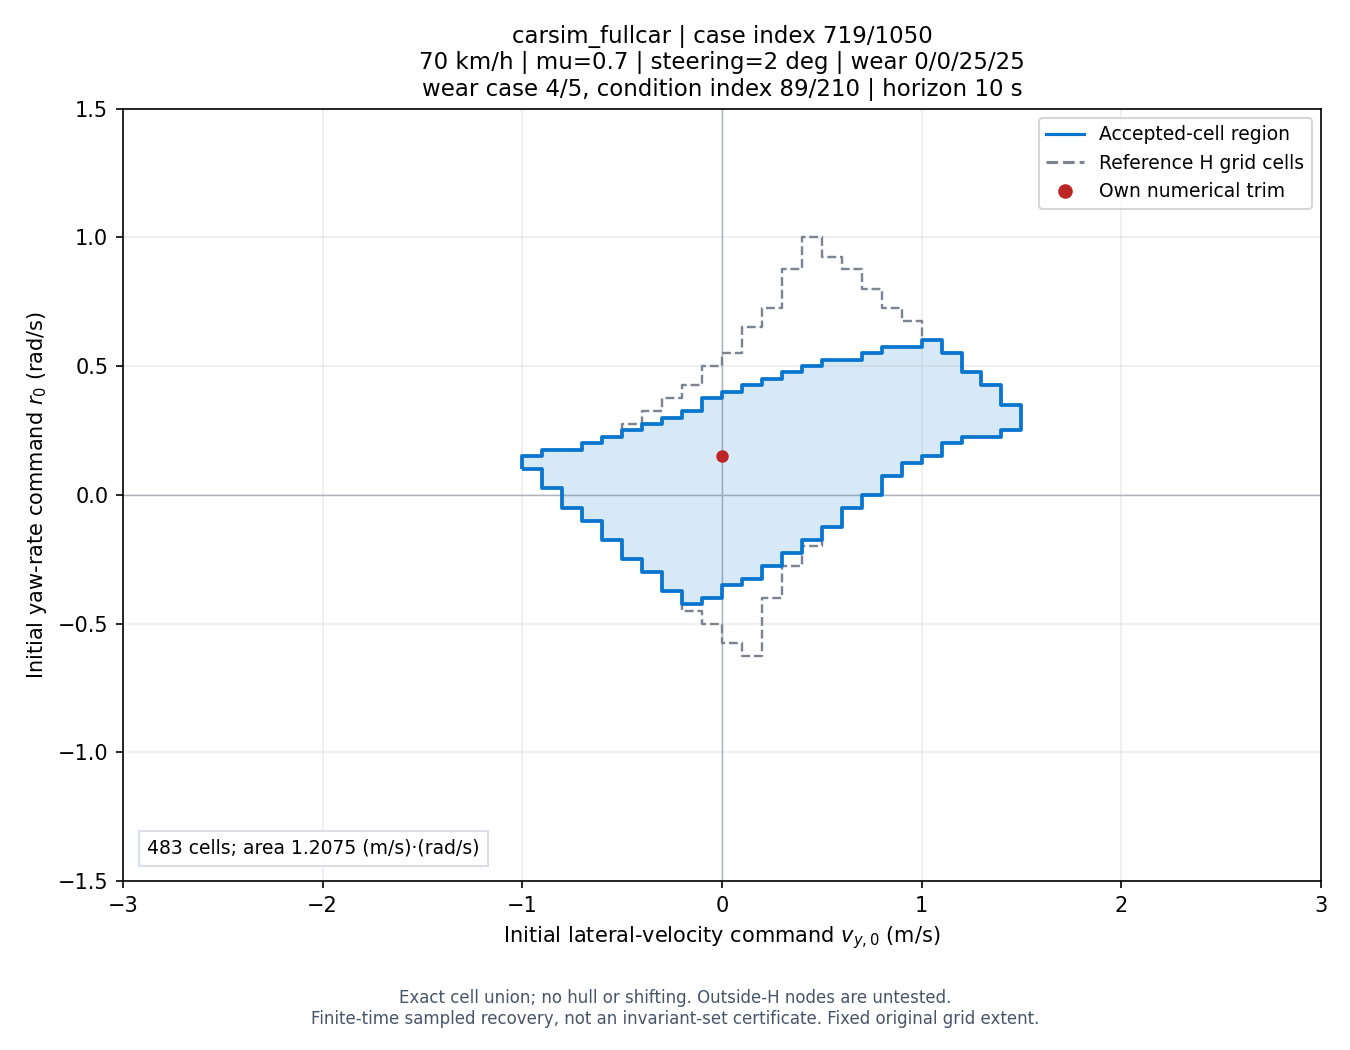 carsim_fullcar | case index 719/1050
70 km/h | mu=0.7 | steering=2 deg | wear 0/0/25/25
wear case 4/5, condition index 89/210 | horizon 10 s
Accepted-cell region
Reference H grid cells
Own numerical trim
1.5
1.0
0.5
0.0
−0.5
−1.0
−1.5
Initial yaw-rate command r₀ (rad/s)
483 cells; area 1.2075 (m/s)·(rad/s)
−3
−2
−1
0
1
2
3
Initial lateral-velocity command v_{y,0} (m/s)
Exact cell union; no hull or shifting. Outside-H nodes are untested.
Finite-time sampled recovery, not an invariant-set certificate. Fixed original grid extent.